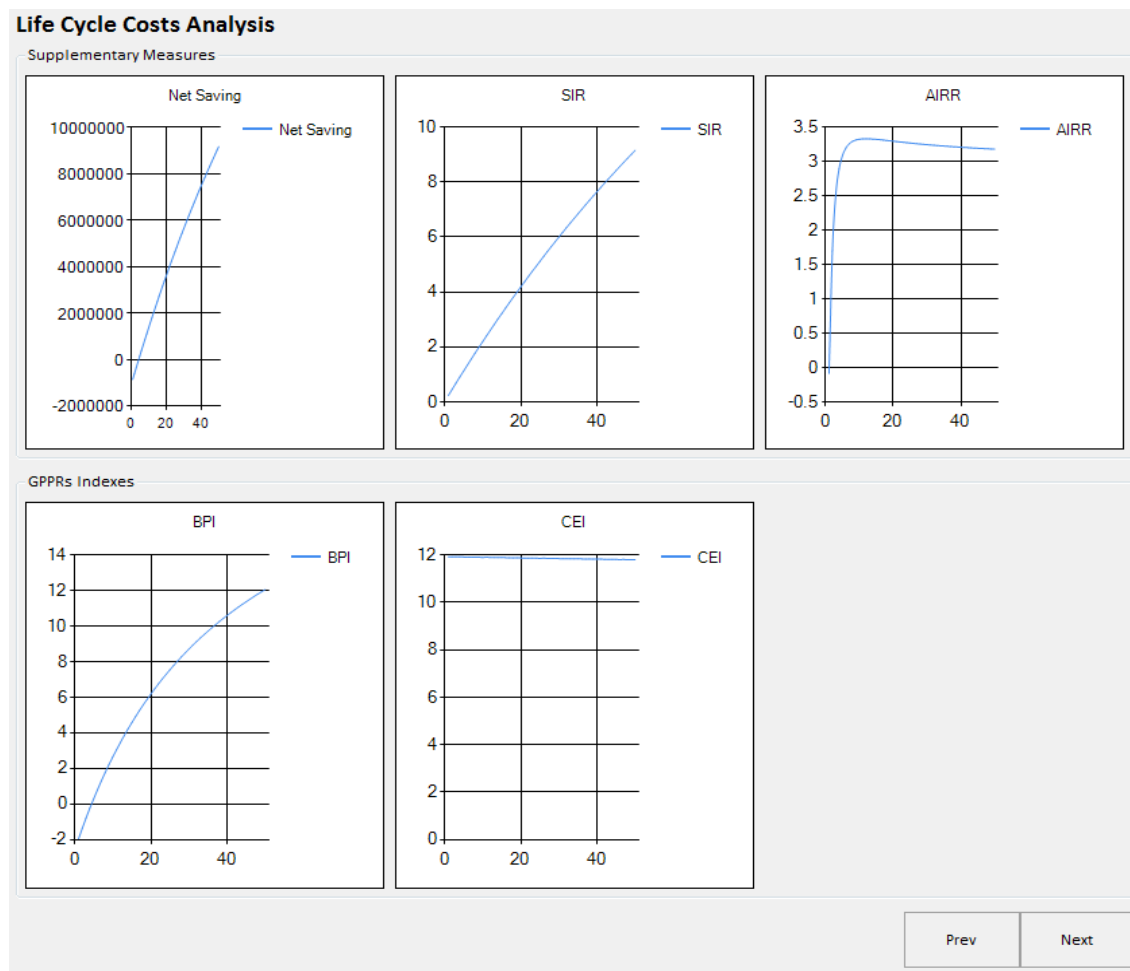 Life Cycle Costs Analysis
Supplementary Measures
Net Saving
Net Saving
10000000
8000000
6000000
4000000
2000000
0
-2000000
0 20 40
SIR
SIR
10
8
6
4
2
0
0 20 40
AIRR
AIRR
3.5
3
2.5
2
1.5
1
0.5
0
-0.5
0 20 40
GPPRs Indexes
BPI
BPI
14
12
10
8
6
4
2
0
-2
0 20 40
CEI
CEI
12
10
8
6
4
2
0
0 20 40
Prev Next